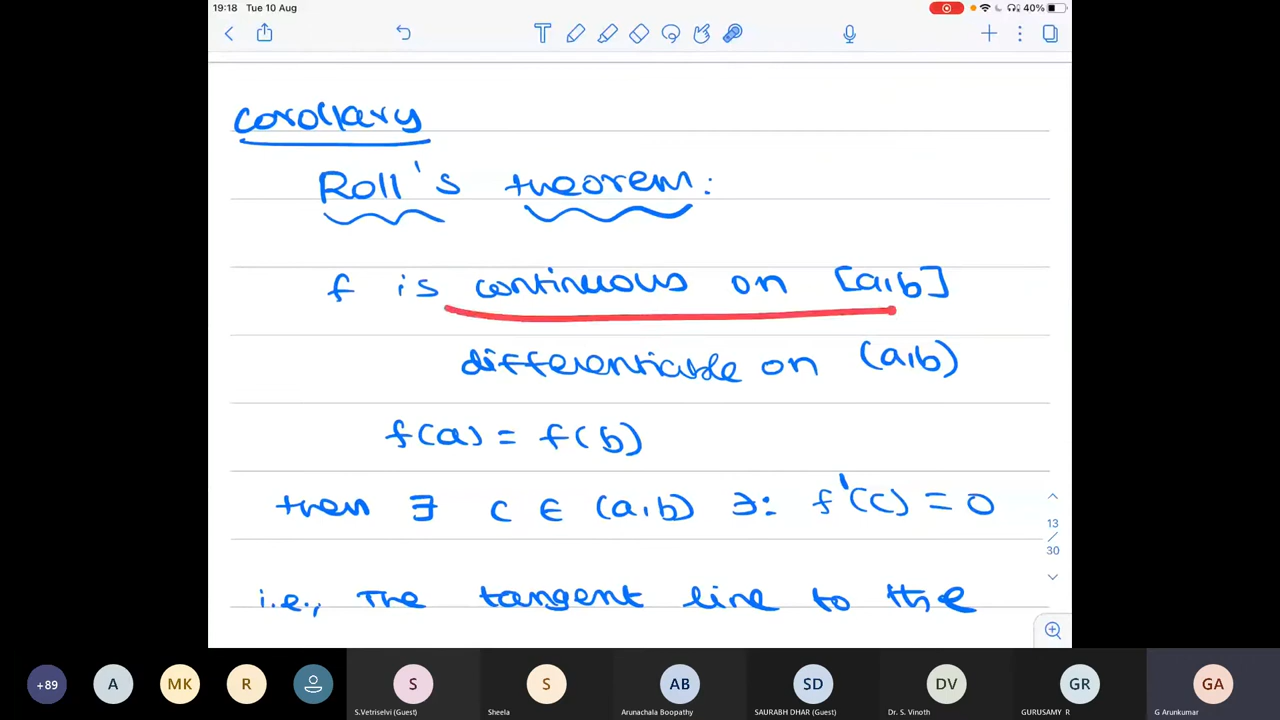 19:18 Tue 10 Aug
40%
corollary
Roll's theorem:
f is continuous on [a,b]
differentiable on (a,b)
f(a) = f(b)
then ∃ c ∈ (a,b) ∋: f'(c) = 0
i.e., The tangent line to the
13
/
30
+89
A
MK
R
S
S.Vetriselvi (Guest)
S
Sheela
AB
Arunachala Boopathy
SD
SAURABH DHAR (Guest)
DV
Dr. S. Vinoth
GR
GURUSAMY R
GA
G Arunkumar